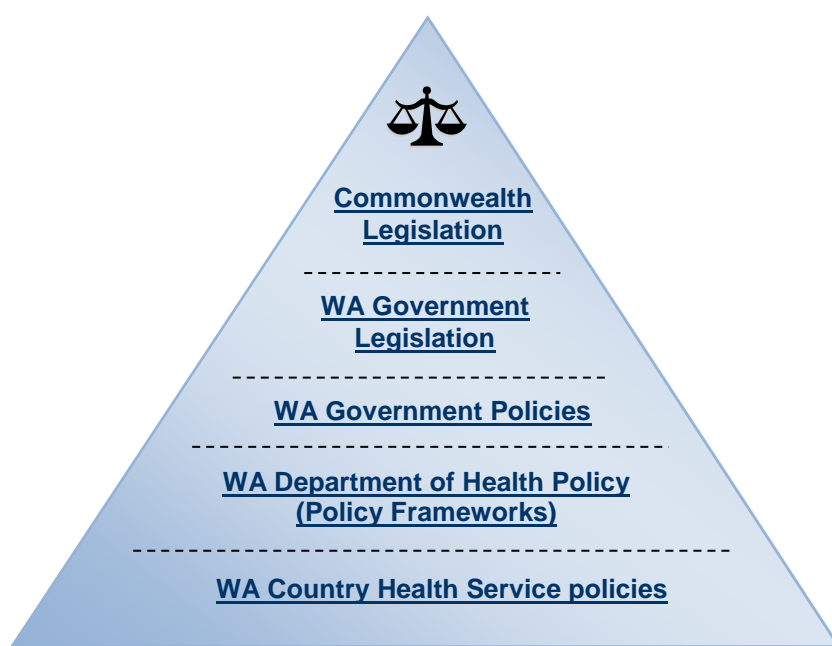 Commonwealth
Legislation
WA Government
Legislation
WA Government Policies
WA Department of Health Policy
(Policy Frameworks)
WA Country Health Service policies